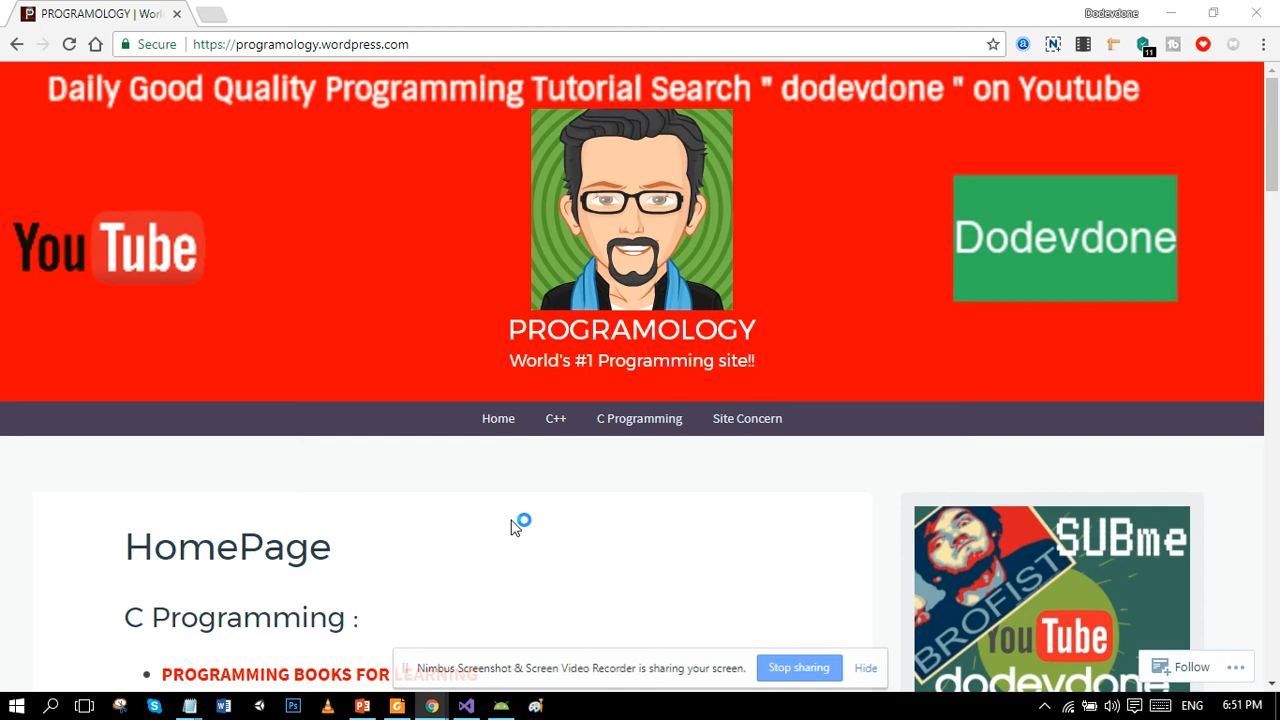 PROGRAMOLOGY | Worl
Dodevdone
Secure
https://programology.wordpress.com
11
Daily Good Quality Programming Tutorial Search " dodevdone " on Youtube
YouTube
Dodevdone
PROGRAMOLOGY
World's #1 Programming site!!
Home
C++
C Programming
Site Concern
HomePage
C Programming :
PROGRAMMING BOOKS FOR LEARNING
SUBme
BROFIST
YouTube
dodevdone
Nimbus Screenshot & Screen Video Recorder is sharing your screen.
Stop sharing
Hide
Follow
ENG
6:51 PM